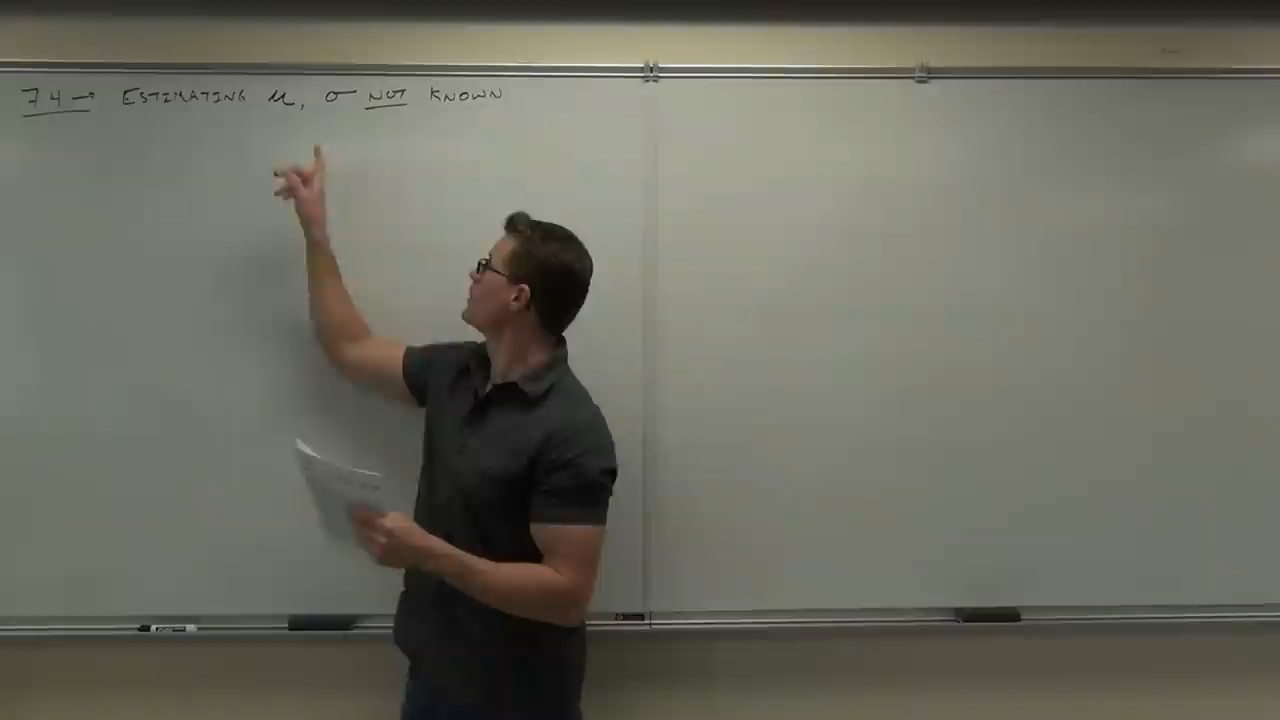 7.4 → ESTIMATING μ, σ NOT KNOWN